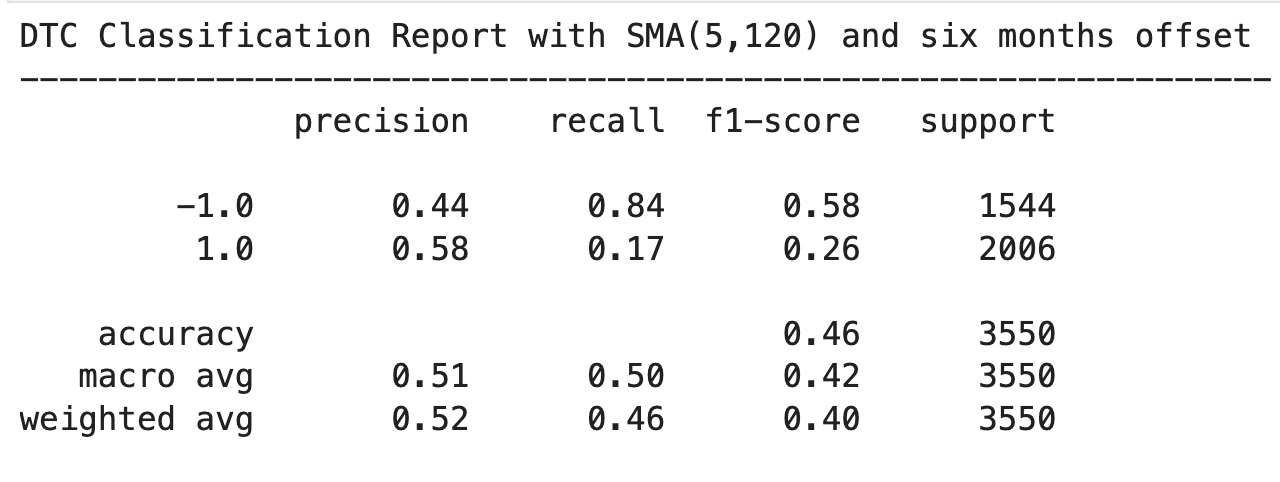 DTC Classification Report with SMA(5,120) and six months offset
----------------------------------------------------------------
precision recall f1-score support
-1.0 0.44 0.84 0.58 1544
1.0 0.58 0.17 0.26 2006
accuracy 0.46 3550
macro avg 0.51 0.50 0.42 3550
weighted avg 0.52 0.46 0.40 3550